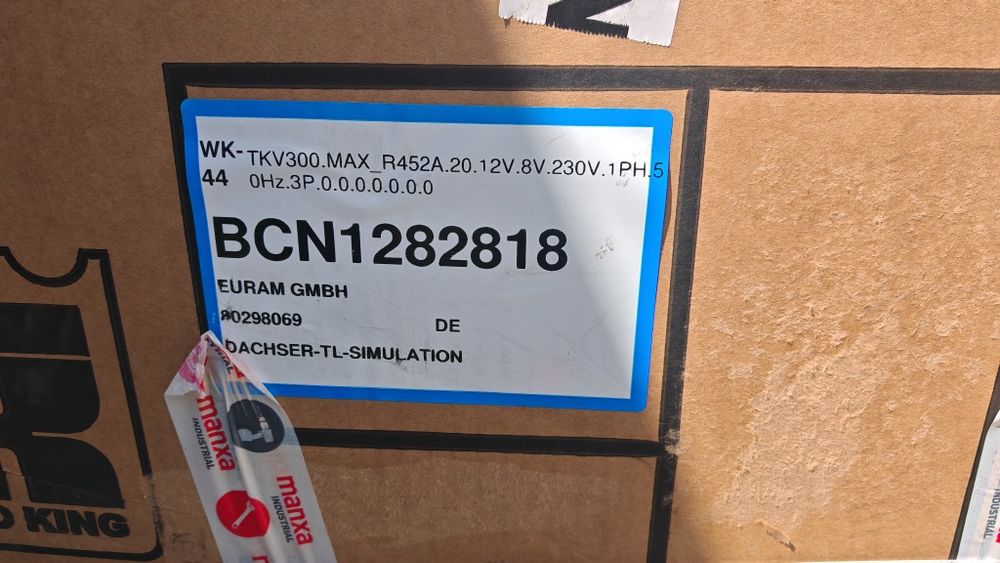 WK- TKV300.MAX_R452A.20.12V.8V.230V.1PH.5
44 0Hz.3P.0.0.0.0.0.0.0
BCN1282818
EURAM GMBH
80298069 DE
DACHSER-TL-SIMULATION
manxa
INDUSTRIAL
manxa
INDUSTRIAL
KING
INDUSTRIAL